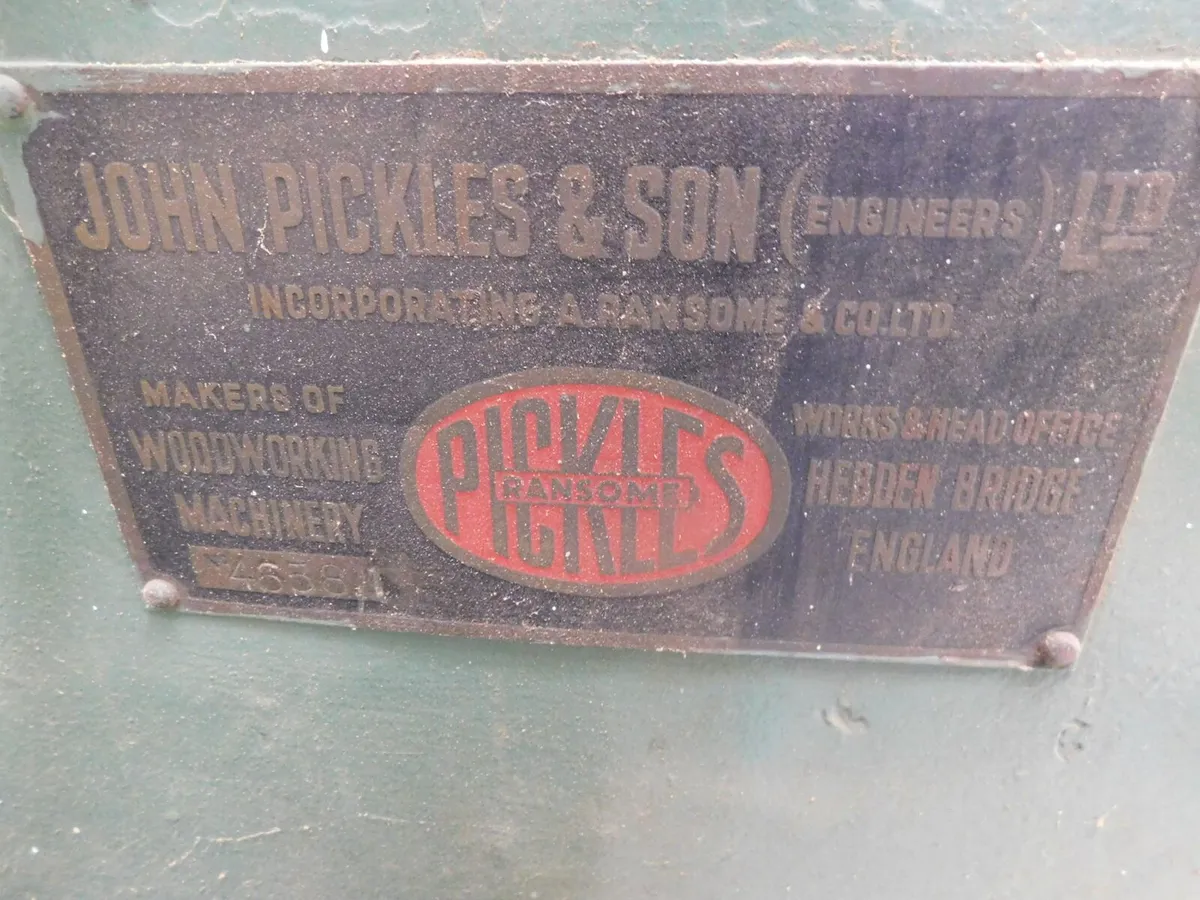 JOHN PICKLES & SON (ENGINEERS) LTD
INCORPORATING A. RANSOME & CO. LTD.
MAKERS OF
WOODWORKING
MACHINERY
PICKLES
RANSOME
WORKS & HEAD OFFICE
HEBDEN BRIDGE
ENGLAND